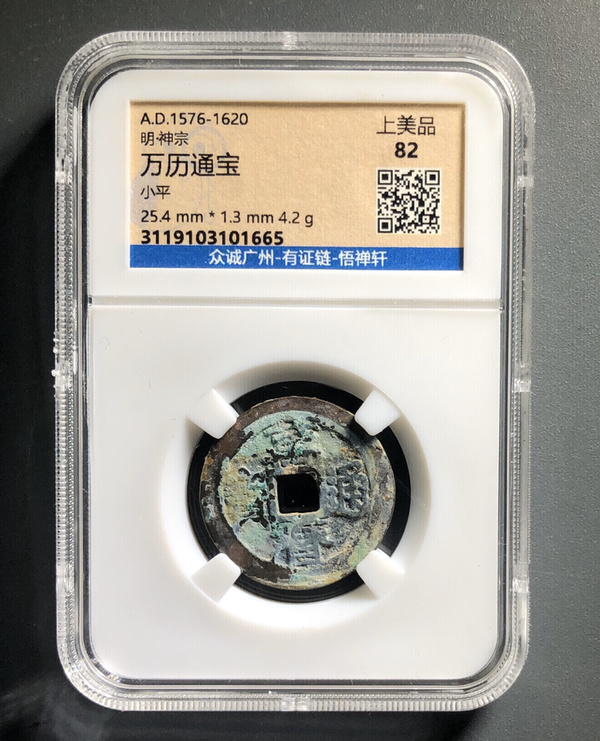 A.D.1576-1620
明·神宗
万历通宝
小平
25.4 mm * 1.3 mm 4.2 g
3119103101665
上美品
82
众诚广州-有证链-悟禅轩